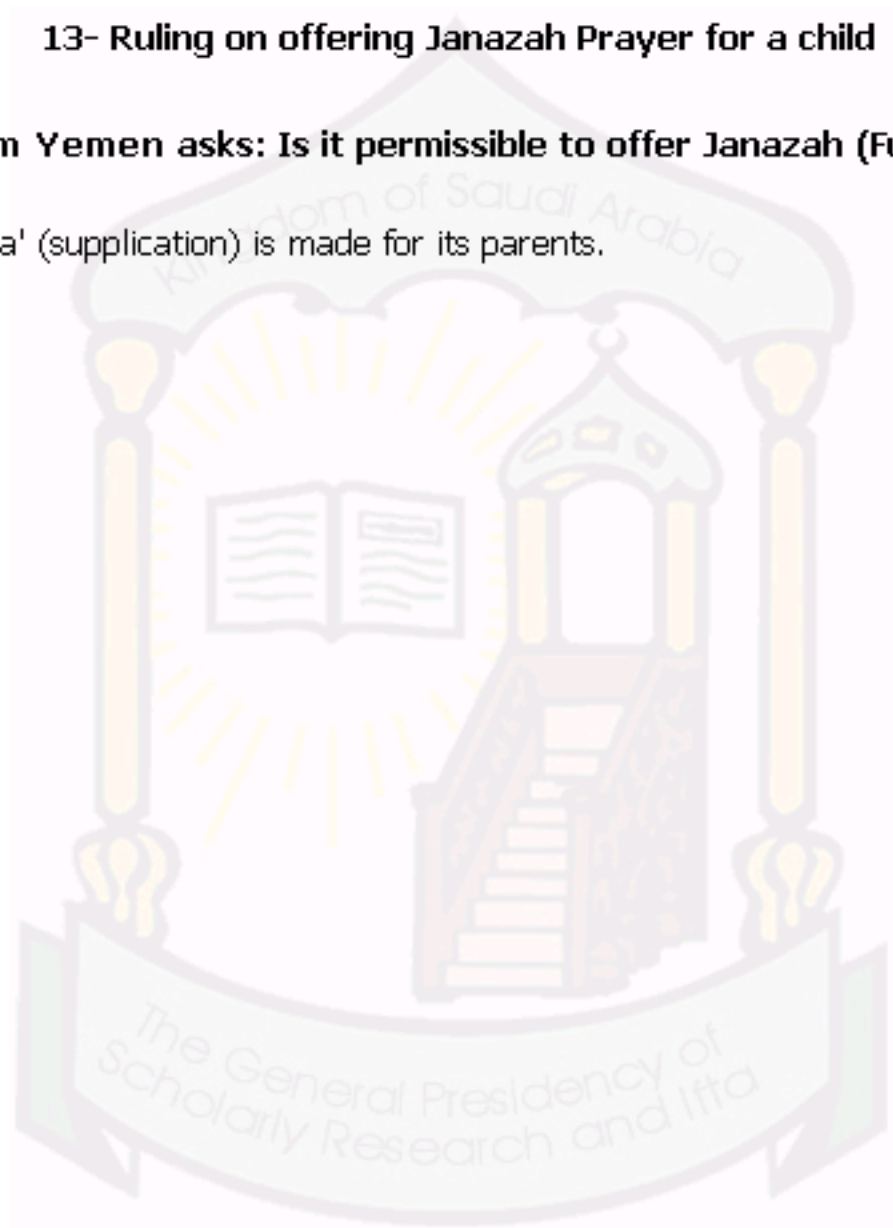 13- Ruling on offering Janazah Prayer for a child
m Yemen asks: Is it permissible to offer Janazah (Fu
a' (supplication) is made for its parents.
Kingdom of Saudi Arabia
The General Presidency of
Scholarly Research and Ifta